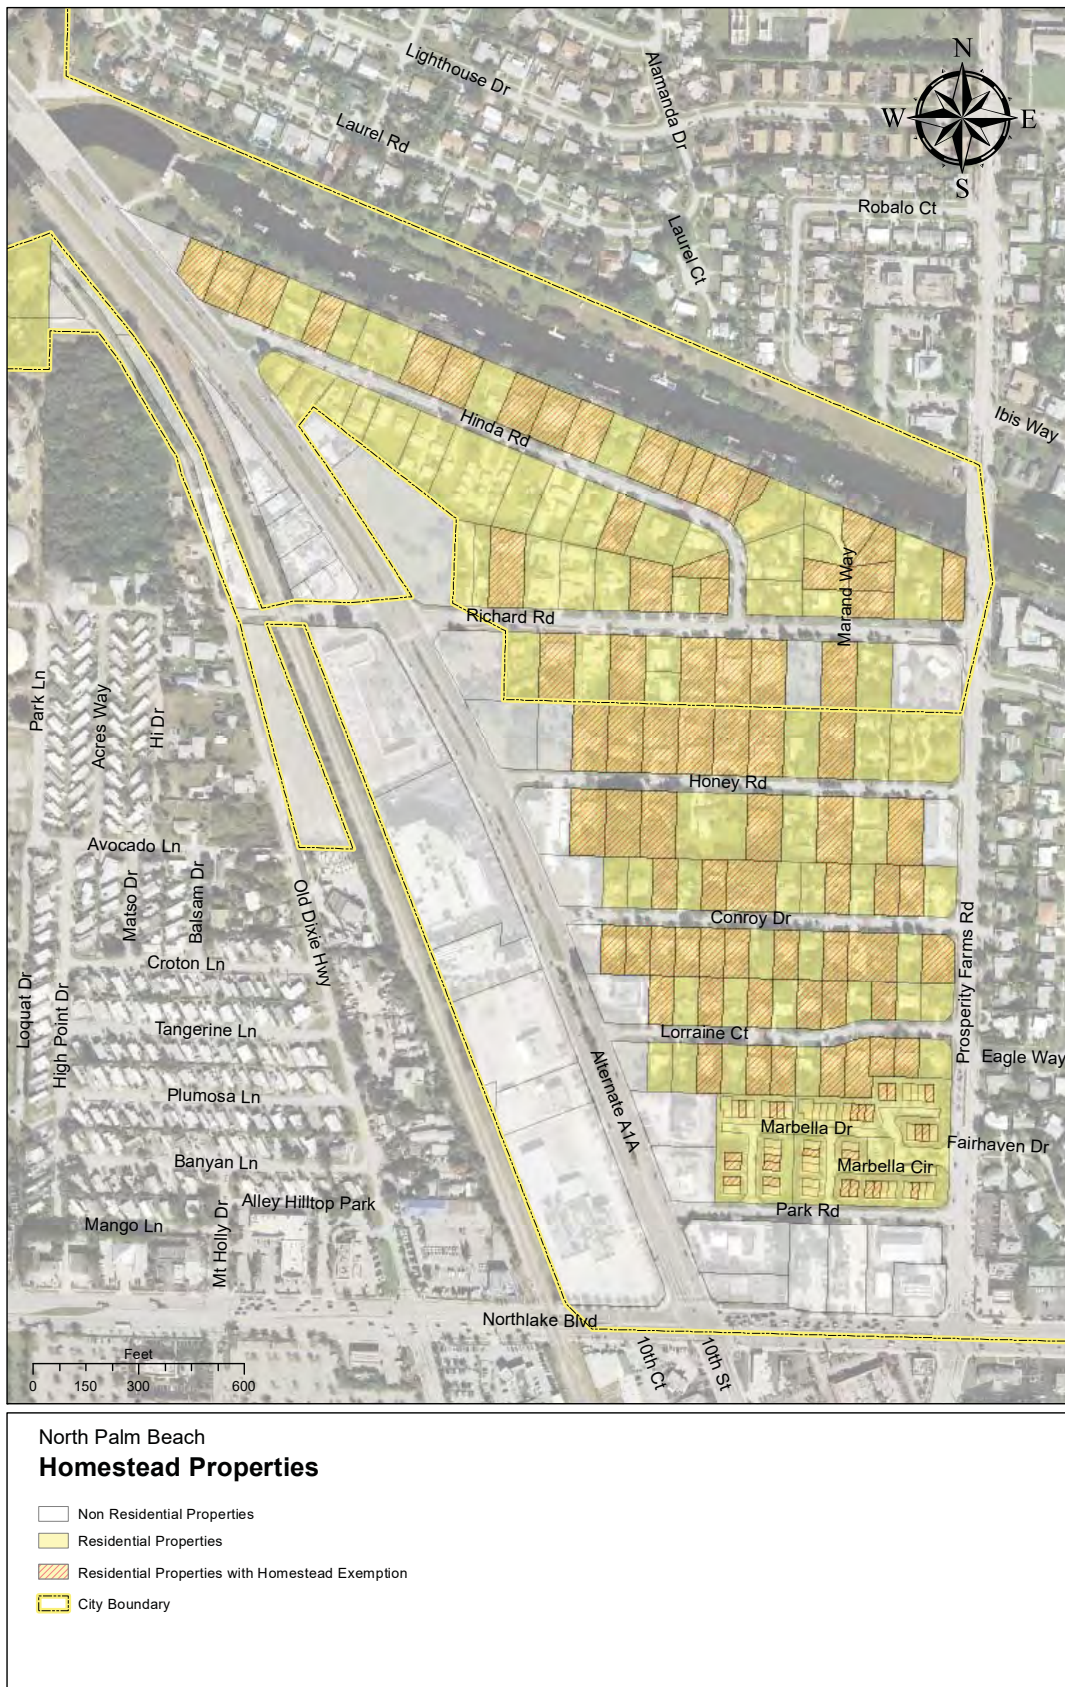 N
W
E
S
Lighthouse Dr
Alamanda Dr
Laurel Rd
Robalo Ct
Laurel Ct
Ibis Way
Hinda Rd
Marand Way
Richard Rd
Park Ln
Acres Way
Hi Dr
Honey Rd
Avocado Ln
Matso Dr
Balsam Dr
Old Dixie Hwy
Conroy Dr
Croton Ln
Prosperity Farms Rd
Loquat Dr
High Point Dr
Tangerine Ln
Lorraine Ct
Eagle Way
Alternate A1A
Plumosa Ln
Marbella Dr
Fairhaven Dr
Banyan Ln
Marbella Cir
Alley Hilltop Park
Mt Holly Dr
Park Rd
Mango Ln
Northlake Blvd
10th Ct
10th St
Feet
0 150 300 600
North Palm Beach
Homestead Properties
Non Residential Properties
Residential Properties
Residential Properties with Homestead Exemption
City Boundary